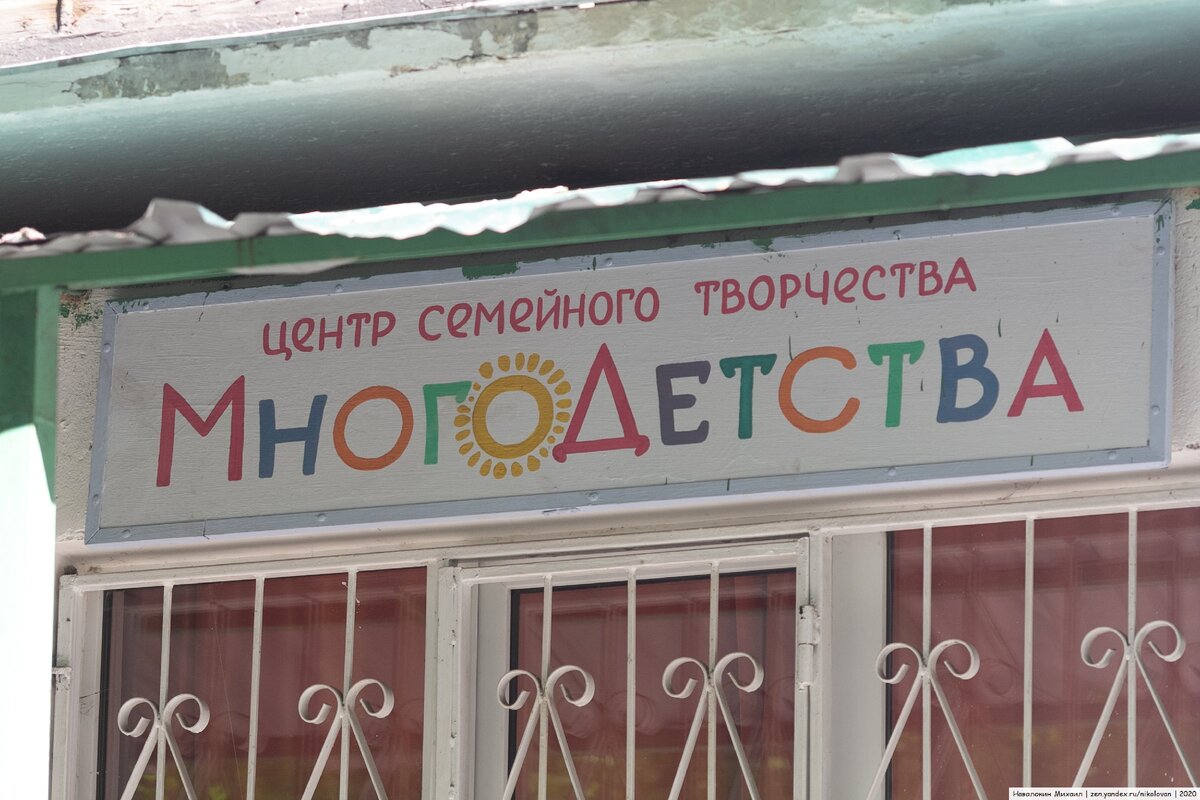 центр семейного творчества
МногоДетства
Наволокин Михаил | zen.yandex.ru/nikolovan | 2020